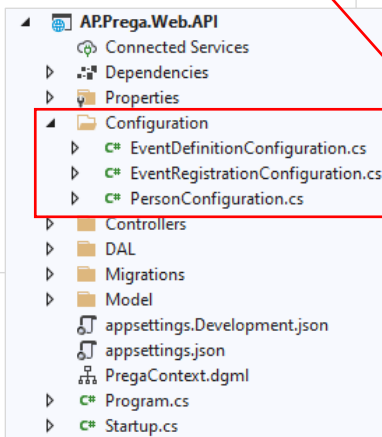 AP.Prega.Web.API
Connected Services
Dependencies
Properties
Configuration
C# EventDefinitionConfiguration.cs
C# EventRegistrationConfiguration.cs
C# PersonConfiguration.cs
Controllers
DAL
Migrations
Model
appsettings.Development.json
appsettings.json
PregaContext.dgml
C# Program.cs
C# Startup.cs